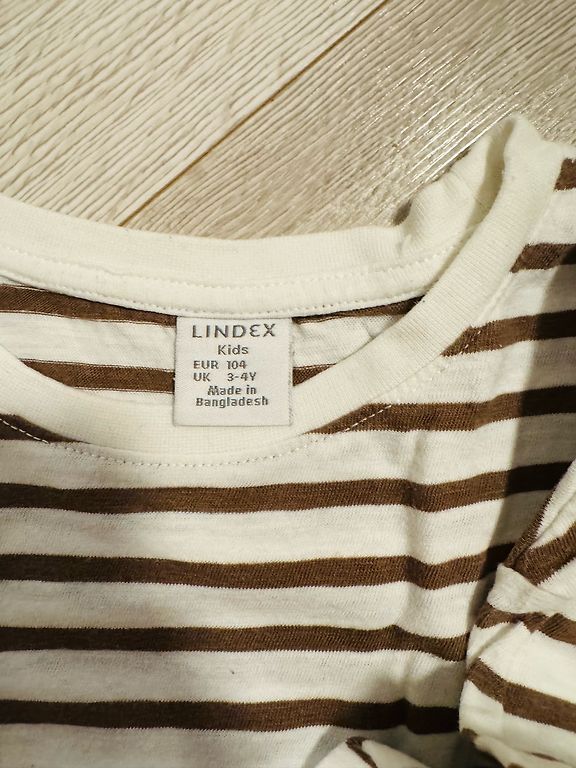 LINDEX
Kids
EUR 104
UK 3-4Y
Made in
Bangladesh